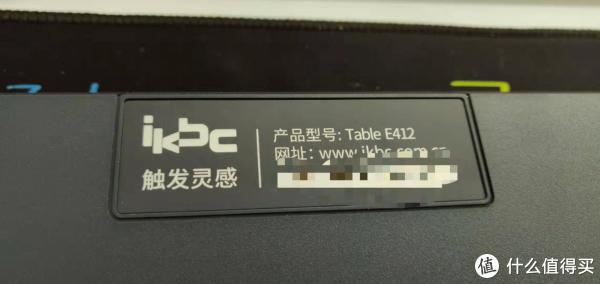 ikbc
触发灵感
产品型号: Table E412
网址: www.ikbc.com.cn
值 什么值得买